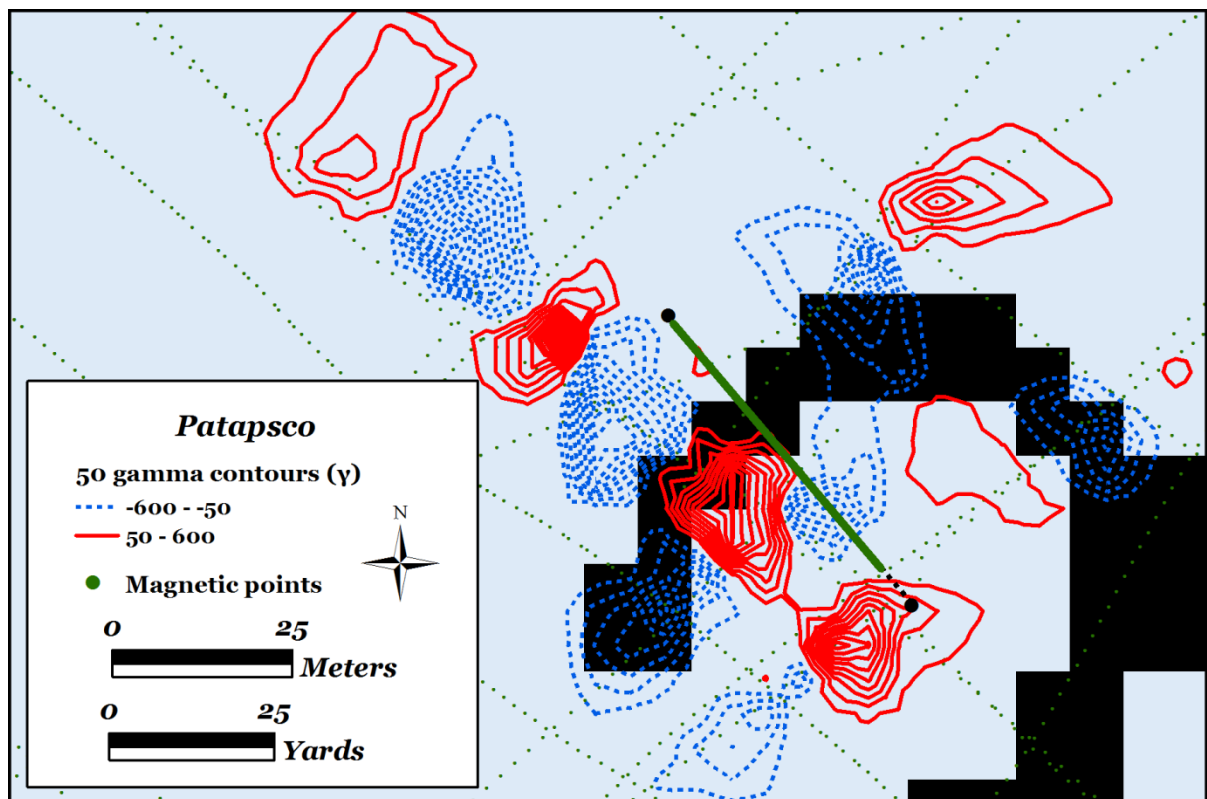 Patapsco
50 gamma contours (γ)
-600 - -50
50 - 600
N
Magnetic points
0 25
Meters
0 25
Yards